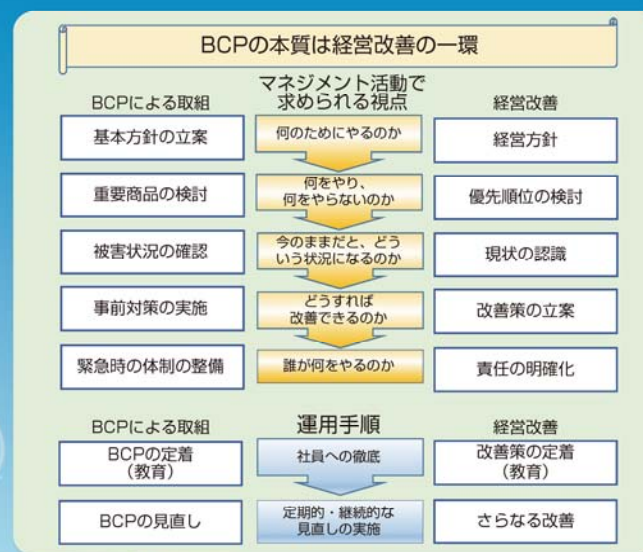 BCPの本質は経営改善の一環
BCPによる取組
マネジメント活動で
求められる視点
経営改善
基本方針の立案
何のためにやるのか
経営方針
重要商品の検討
何をやり、
何をやらないのか
優先順位の検討
被害状況の確認
今のままだと、どう
いう状況になるのか
現状の認識
事前対策の実施
どうすれば
改善できるのか
改善策の立案
緊急時の体制の整備
誰が何をやるのか
責任の明確化
BCPによる取組
運用手順
経営改善
BCPの定着
(教育)
社員への徹底
改善策の定着
(教育)
BCPの見直し
定期的・継続的な
見直しの実施
さらなる改善